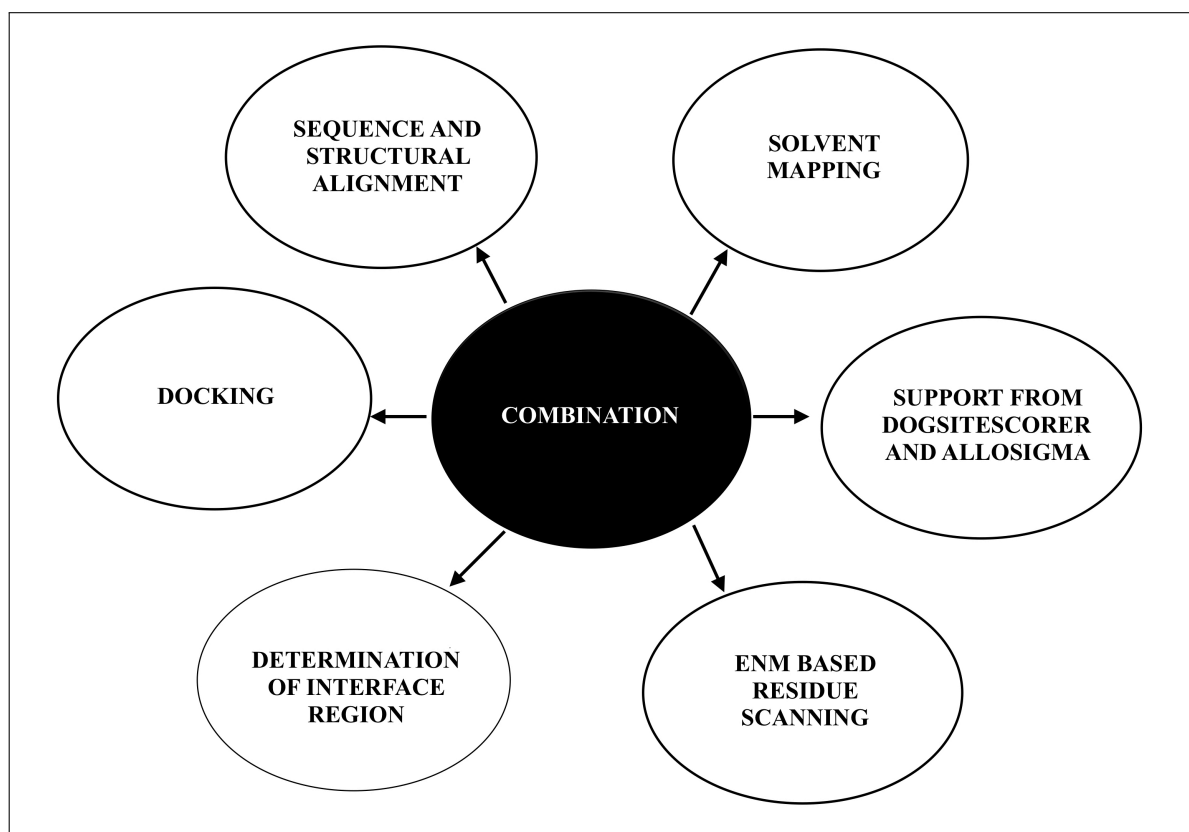 SEQUENCE AND
STRUCTURAL
ALIGNMENT
SOLVENT
MAPPING
DOCKING
COMBINATION
SUPPORT FROM
DOGSITESCORER
AND ALLOSIGMA
DETERMINATION
OF INTERFACE
REGION
ENM BASED
RESIDUE
SCANNING